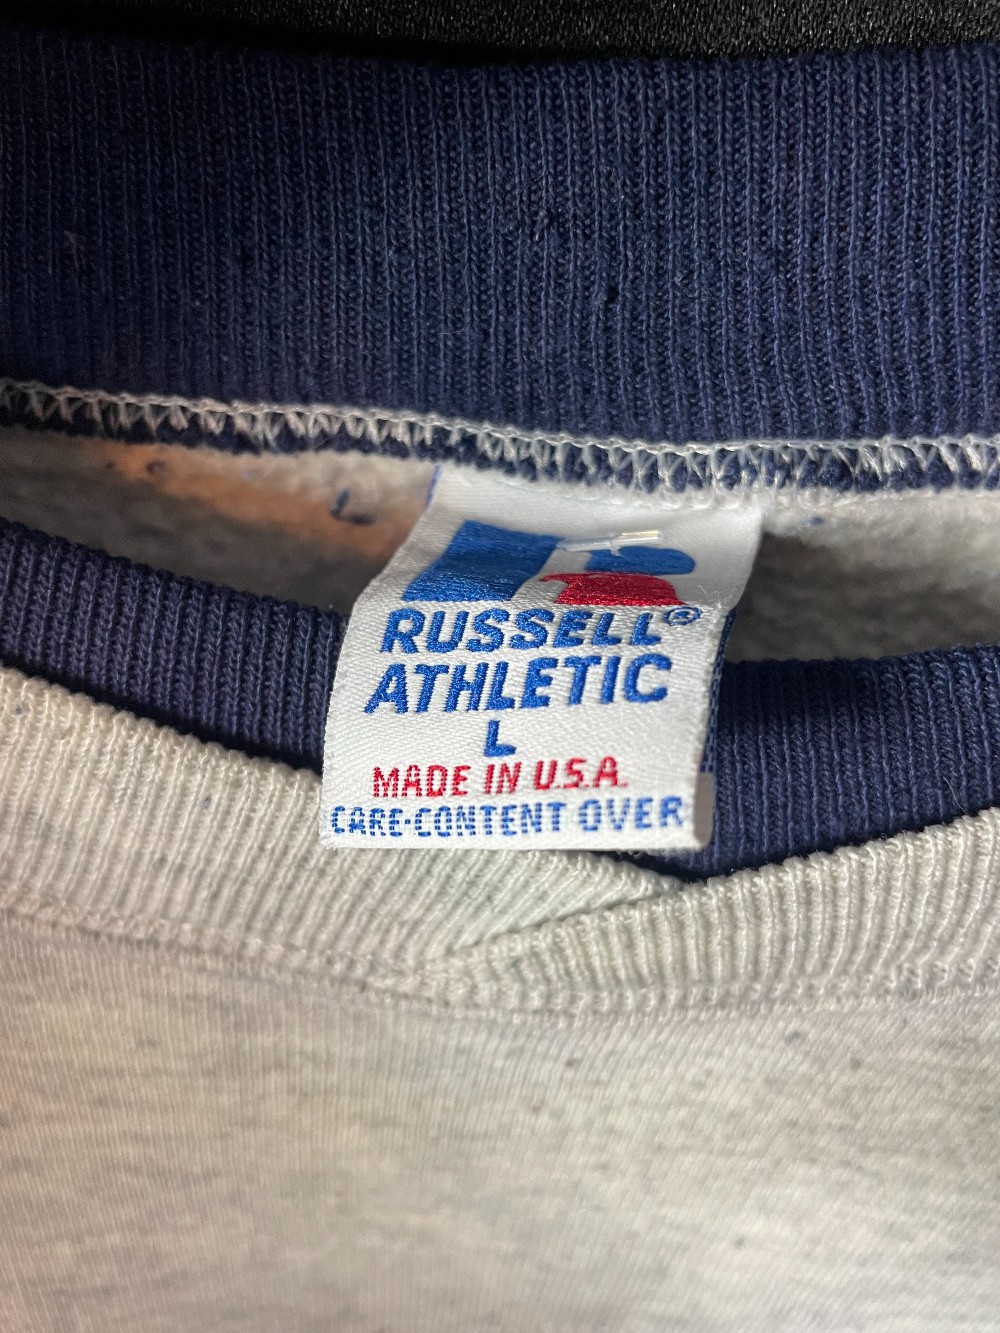 RUSSELL®
ATHLETIC
L
MADE IN U.S.A.
CARE-CONTENT OVER